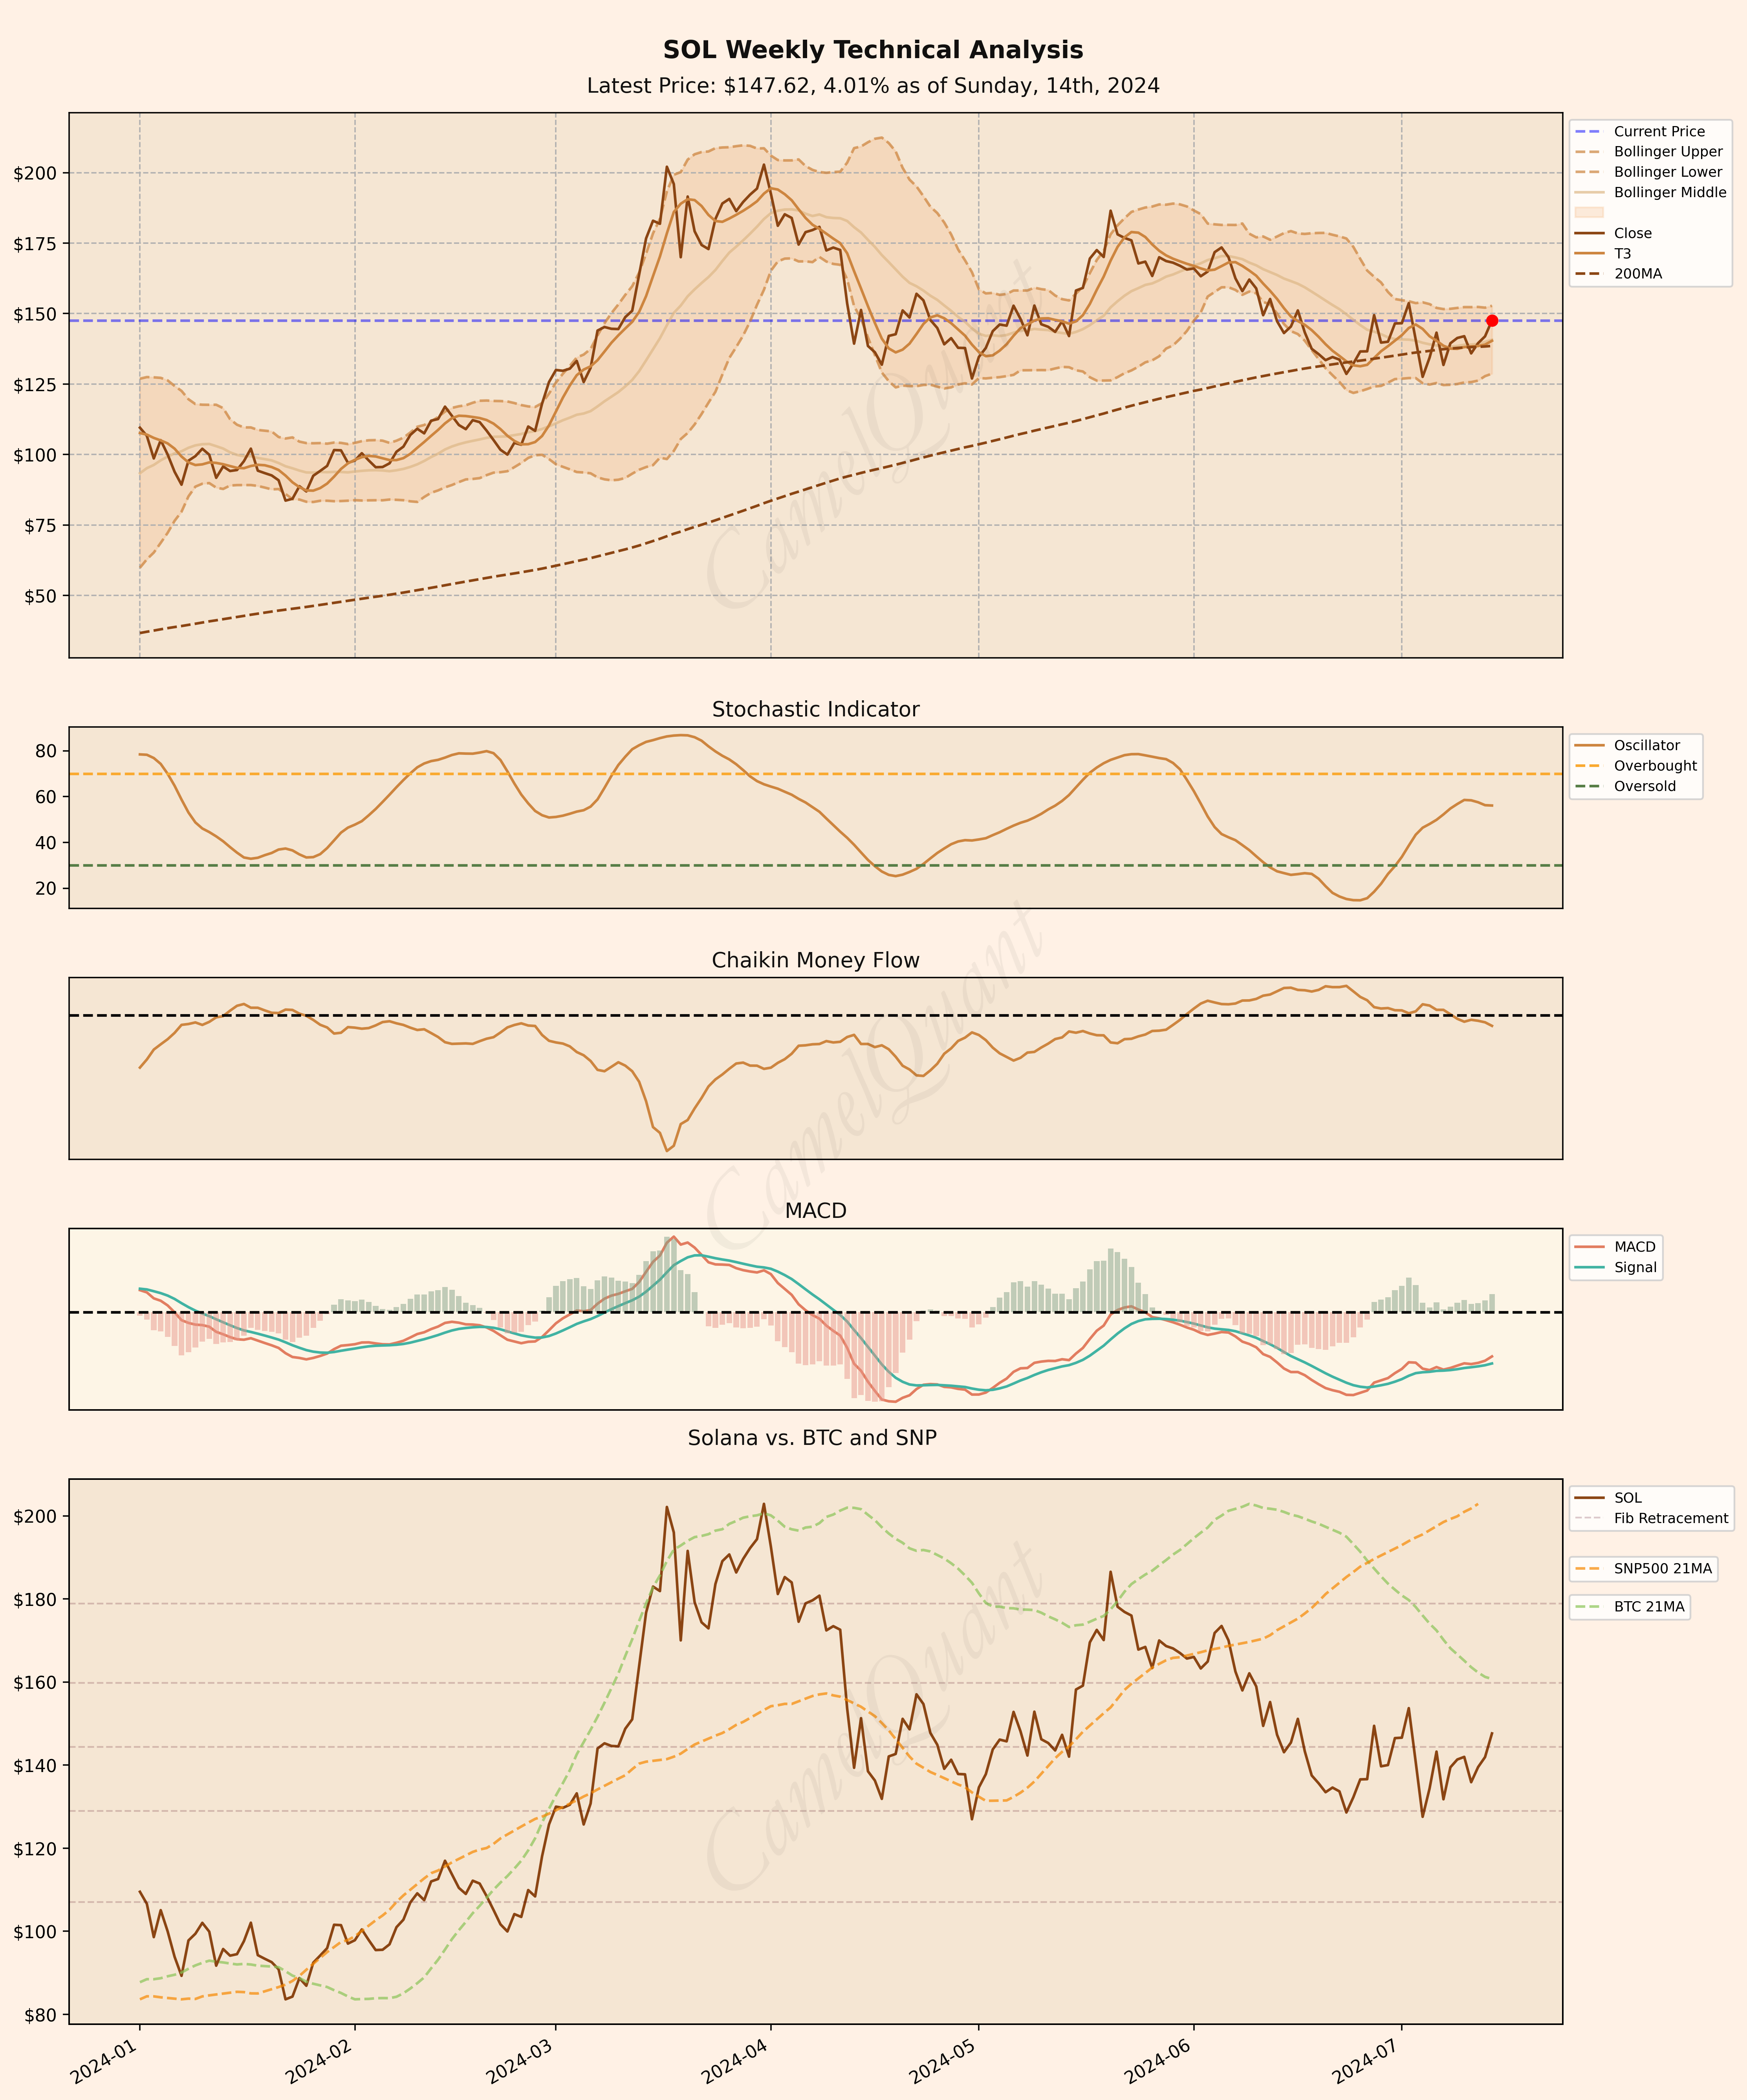 SOL Weekly Technical Analysis
Latest Price: $147.62, 4.01% as of Sunday, 14th, 2024
$200
$175
$150
$125
$100
$75
$50
Current Price
Bollinger Upper
Bollinger Lower
Bollinger Middle
Close
T3
200MA
CamelQuant
Stochastic Indicator
80
60
40
20
Oscillator
Overbought
Oversold
Chaikin Money Flow
CamelQuant
MACD
MACD
Signal
Solana vs. BTC and SNP
$200
$180
$160
$140
$120
$100
$80
SOL
Fib Retracement
SNP500 21MA
BTC 21MA
CamelQuant
2024-01
2024-02
2024-03
2024-04
2024-05
2024-06
2024-07